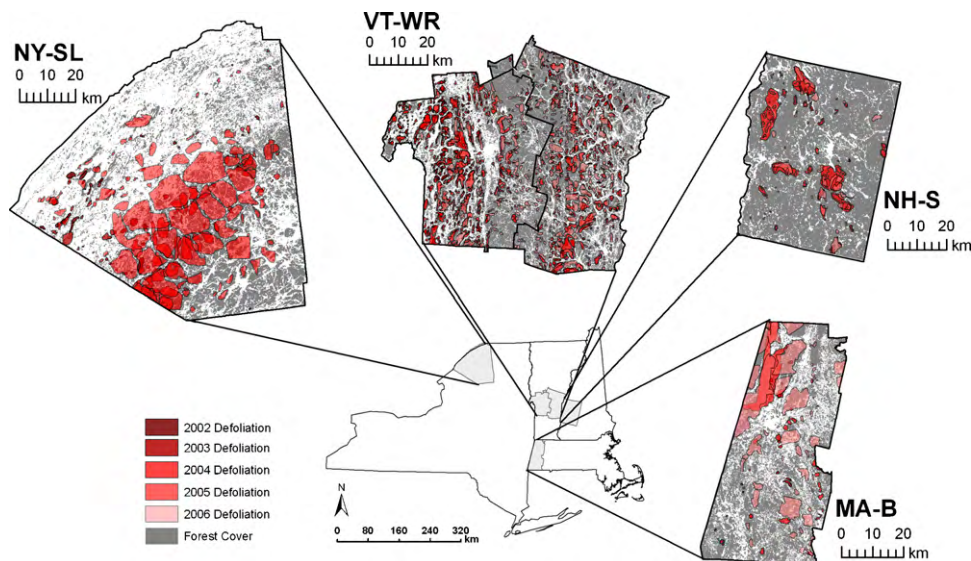 NY-SL
0 10 20
km
VT-WR
0 10 20
km
NH-S
0 10 20
km
MA-B
0 10 20
km
2002 Defoliation
2003 Defoliation
2004 Defoliation
2005 Defoliation
2006 Defoliation
Forest Cover
N
0 80 160 240 320
km